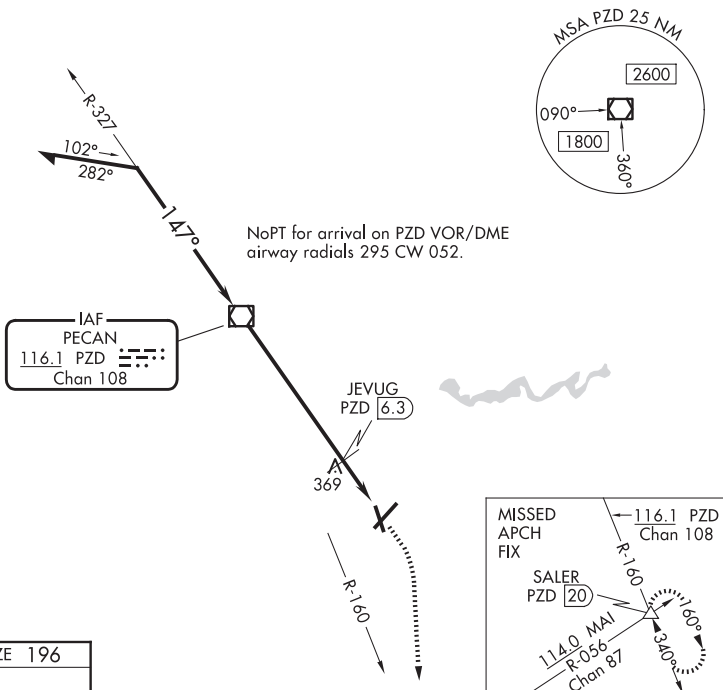 MSA PZD 25 NM
2600
090°
1800
360°
R-327
102°
282°
147°
NoPT for arrival on PZD VOR/DME
airway radials 295 CW 052.
IAF
PECAN
116.1 PZD
Chan 108
JEVUG
PZD 6.3
369
R-160
MISSED
APCH
FIX
116.1 PZD
Chan 108
R-160
SALER
PZD 20
160°
340°
114.0 MAI
R-056
Chan 87
196